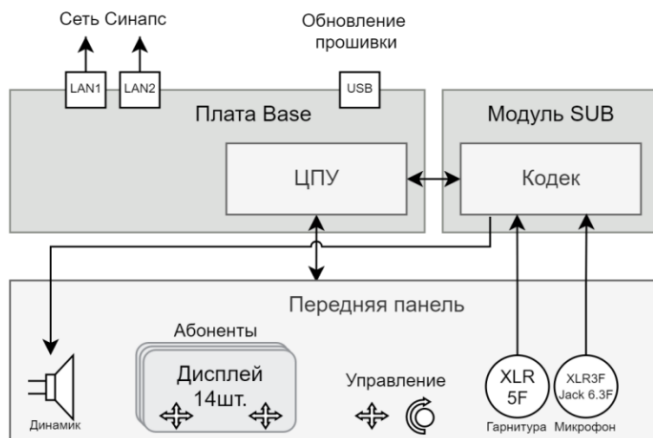 Сеть Синапс
Обновление
прошивки
LAN1
LAN2
USB
Плата Base
Модуль SUB
ЦПУ
Кодек
Передняя панель
Абоненты
Дисплей
14шт.
Управление
XLR
5F
XLR3F
Jack 6.3F
Динамик
Гарнитура
Микрофон